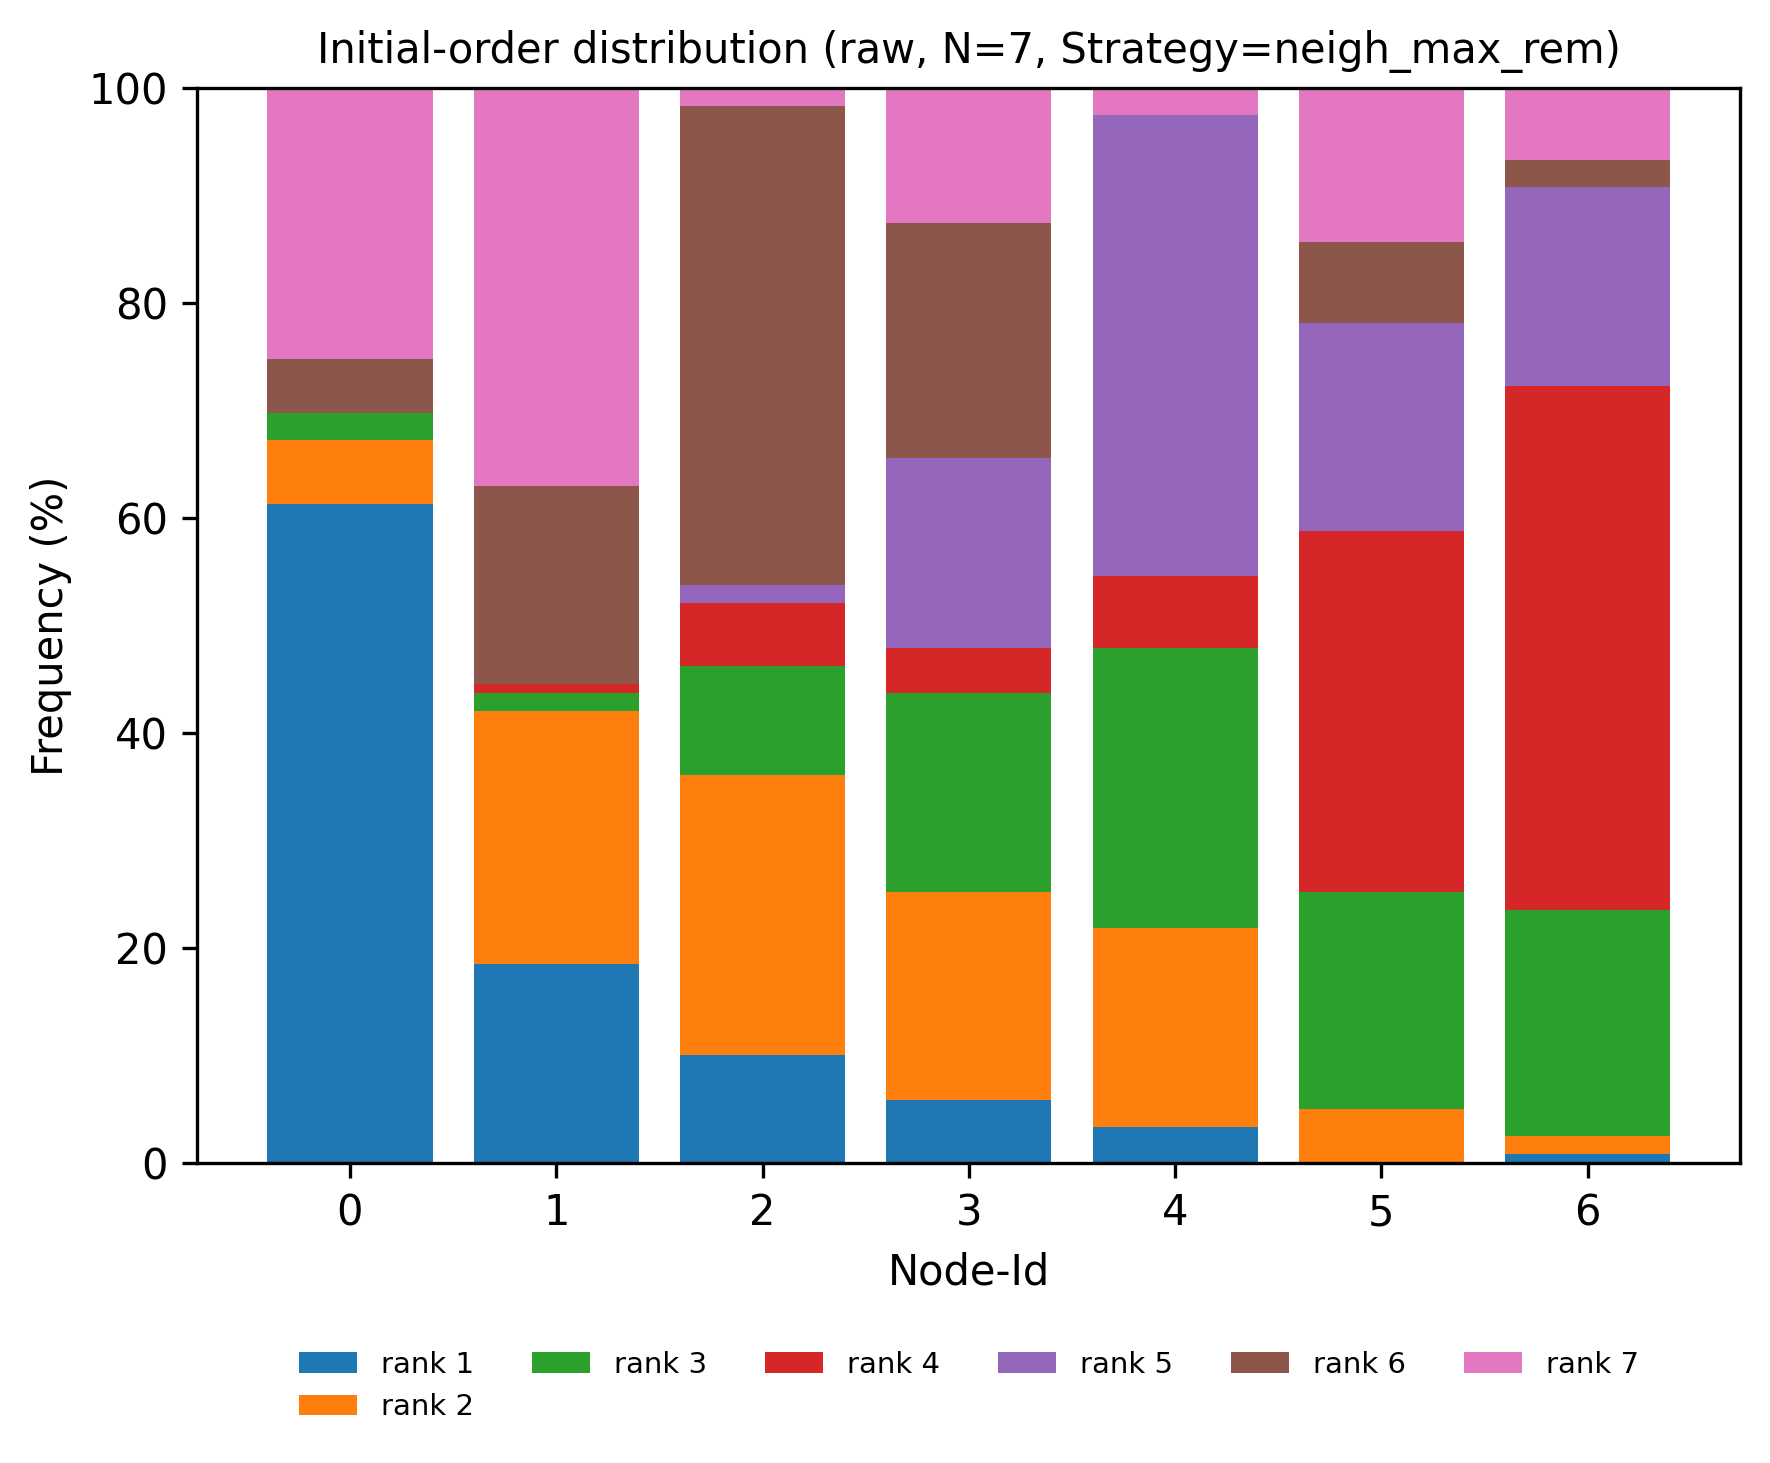 Initial-order distribution (raw, N=7, Strategy=neigh_max_rem)
100
80
60
40
20
0
Frequency (%)
0 1 2 3 4 5 6
Node-Id
rank 1 rank 3 rank 4 rank 5 rank 6 rank 7
rank 2